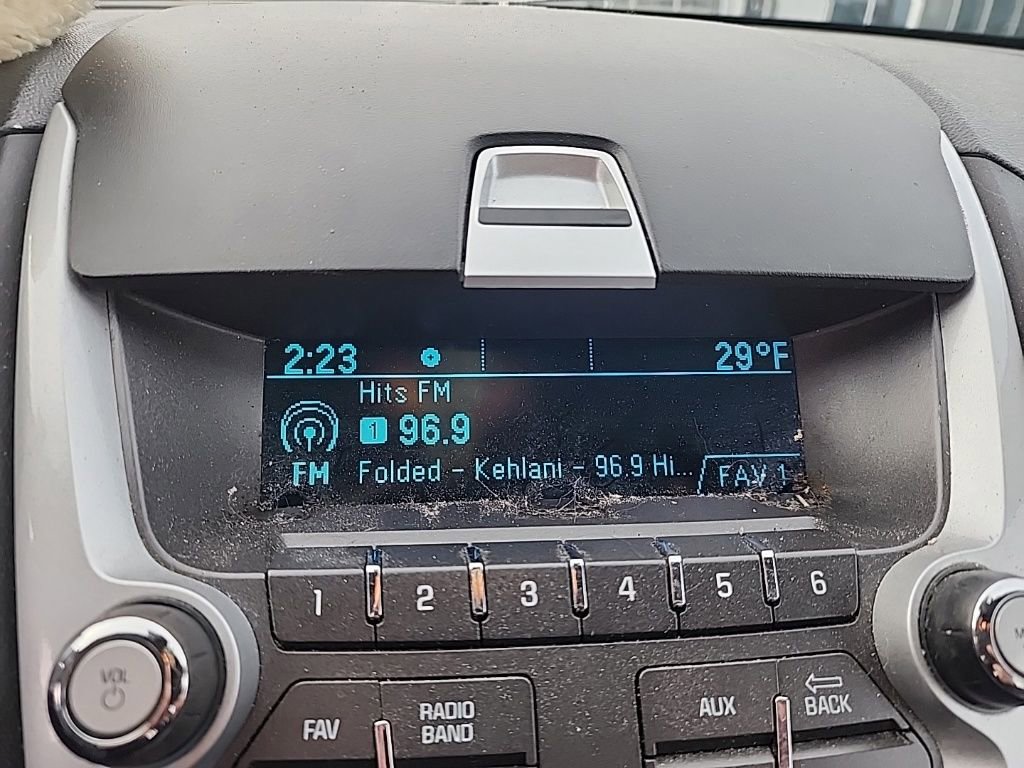 2:23 29°F
Hits FM
1 96.9
FM Folded - Kehlani - 96.9 Hi... FAV 1
1 2 3 4 5 6
VOL
FAV RADIO BAND
AUX BACK